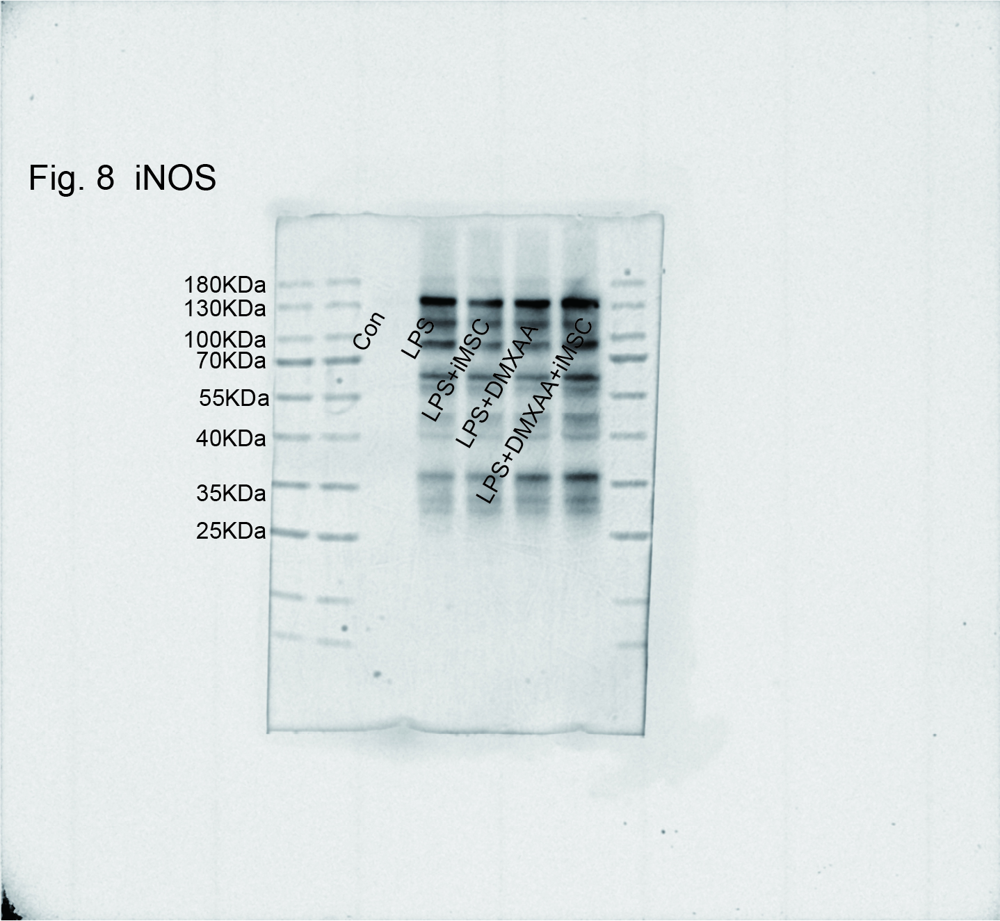 Fig. 8 iNOS
180KDa
130KDa
100KDa
70KDa
55KDa
40KDa
35KDa
25KDa
Con
LPS
LPS+iMSC
LPS+DMXAA
LPS+DMXAA+iMSC